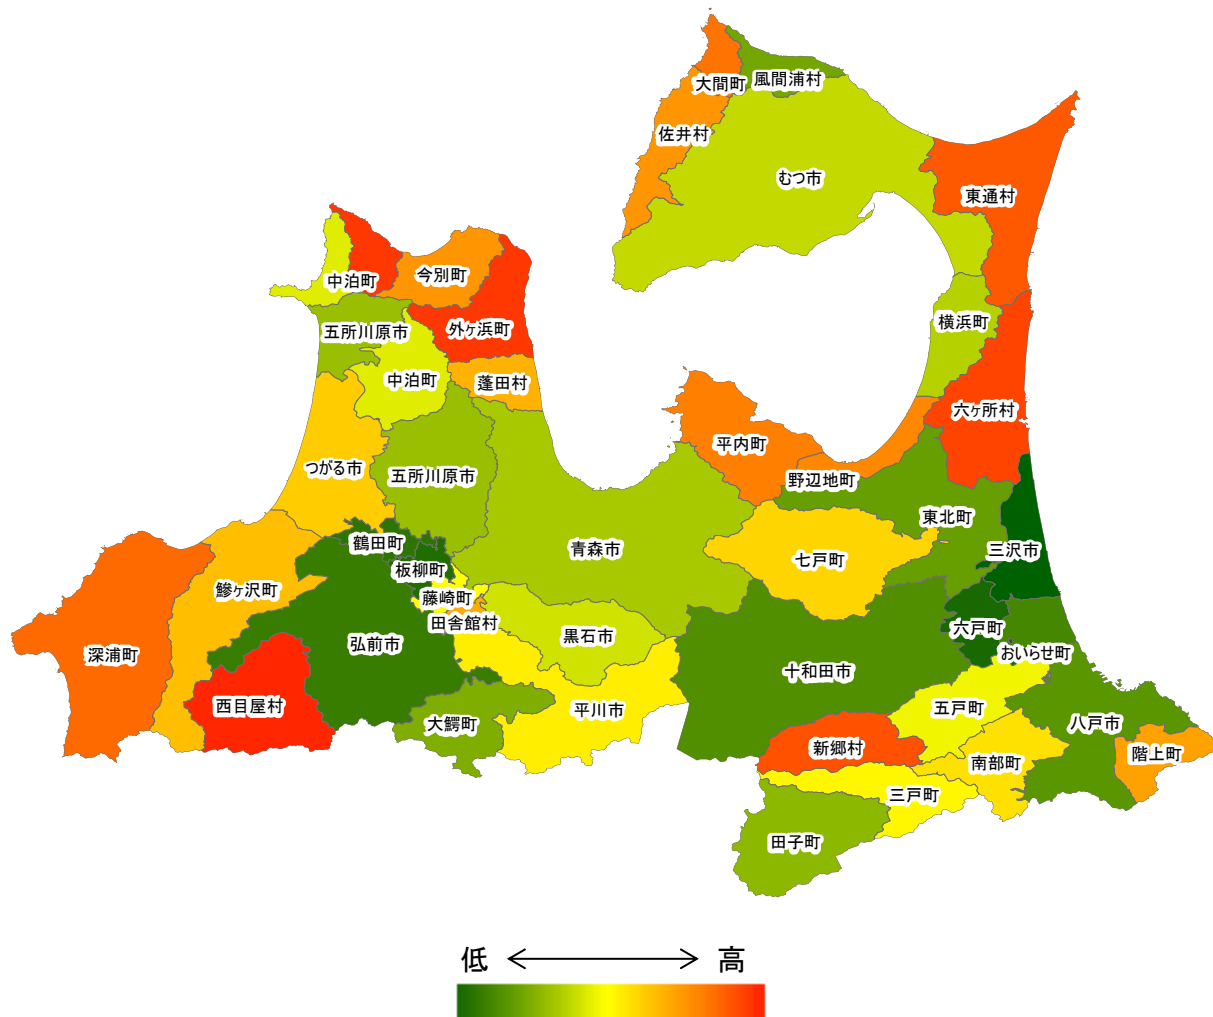 大間町
風間浦村
佐井村
むつ市
東通村
中泊町
今別町
外ヶ浜町
五所川原市
横浜町
中泊町
蓬田村
六ヶ所村
平内町
つがる市
五所川原市
野辺地町
東北町
鶴田町
青森市
三沢市
七戸町
板柳町
鰺ヶ沢町
藤崎町
田舎館村
黒石市
六戸町
弘前市
おいらせ町
深浦町
十和田市
西目屋村
平川市
五戸町
大鰐町
八戸市
新郷村
階上町
南部町
三戸町
田子町
低
高